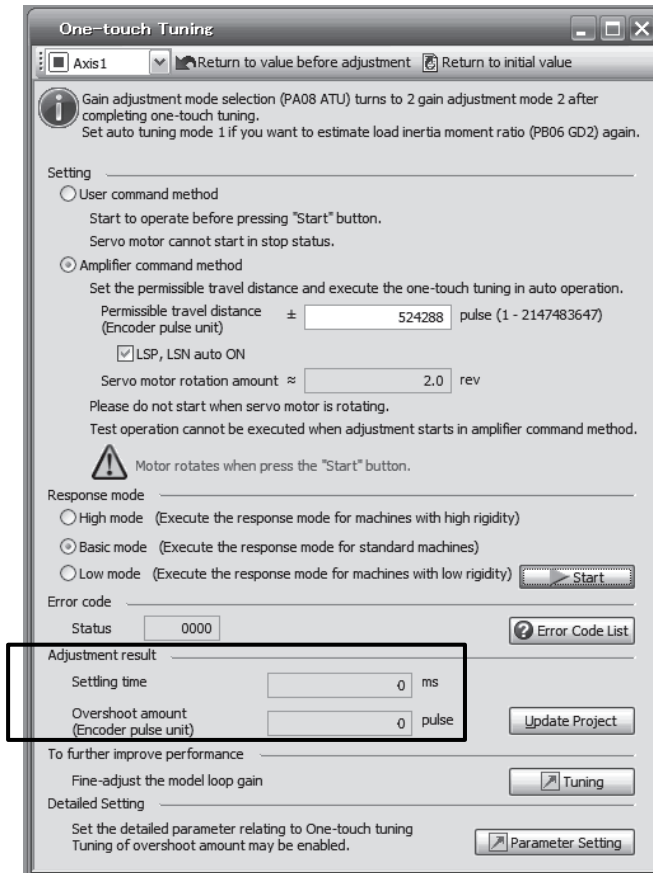 One-touch Tuning
Axis1 Return to value before adjustment Return to initial value
Gain adjustment mode selection (PA08 ATU) turns to 2 gain adjustment mode 2 after
completing one-touch tuning.
Set auto tuning mode 1 if you want to estimate load inertia moment ratio (PB06 GD2) again.
Setting
User command method
Start to operate before pressing "Start" button.
Servo motor cannot start in stop status.
Amplifier command method
Set the permissible travel distance and execute the one-touch tuning in auto operation.
Permissible travel distance ± 524288 pulse (1 - 2147483647)
(Encoder pulse unit)
LSP, LSN auto ON
Servo motor rotation amount ≈ 2.0 rev
Please do not start when servo motor is rotating.
Test operation cannot be executed when adjustment starts in amplifier command method.
Motor rotates when press the "Start" button.
Response mode
High mode (Execute the response mode for machines with high rigidity)
Basic mode (Execute the response mode for standard machines)
Low mode (Execute the response mode for machines with low rigidity) Start
Error code
Status 0000 Error Code List
Adjustment result
Settling time 0 ms
Overshoot amount 0 pulse Update Project
(Encoder pulse unit)
To further improve performance
Fine-adjust the model loop gain Tuning
Detailed Setting
Set the detailed parameter relating to One-touch tuning
Tuning of overshoot amount may be enabled. Parameter Setting